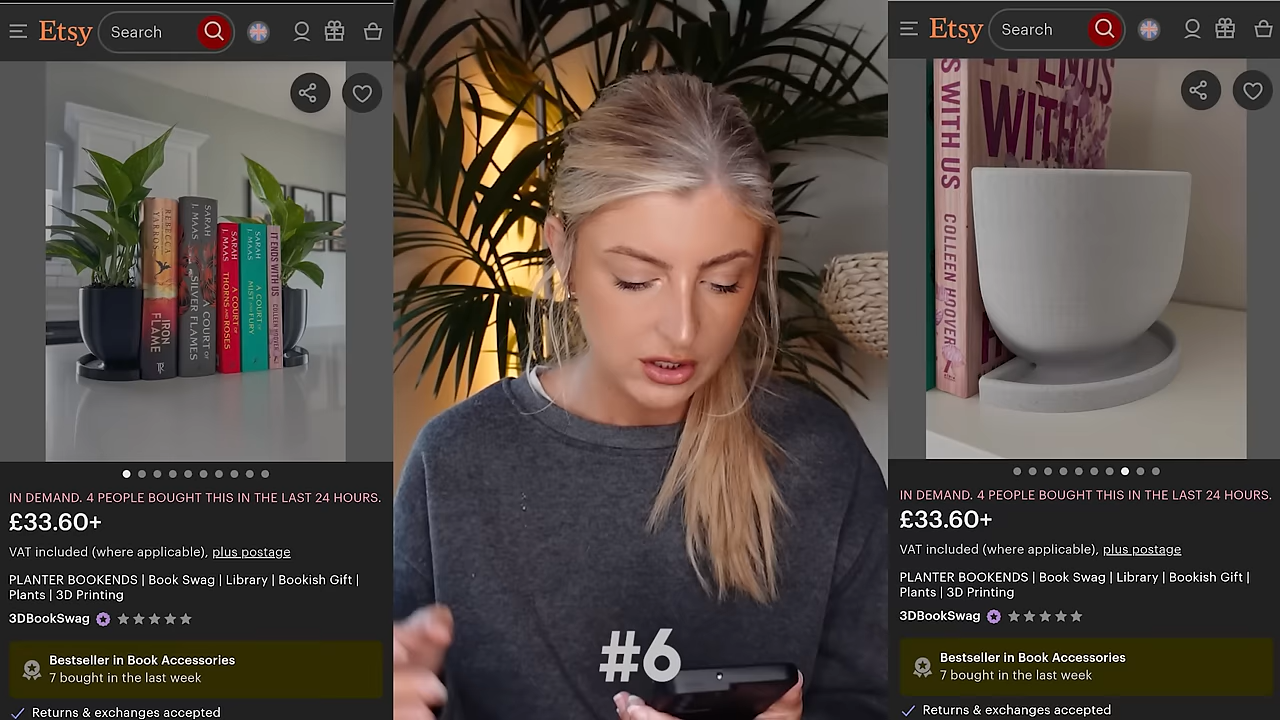 Etsy
Search
REBECCA YARROS
IRON FLAME
SARAH J. MAAS
A COURT OF SILVER FLAMES
SARAH J. MAAS
A COURT OF THORNS AND ROSES
SARAH J. MAAS
A COURT OF MIST AND FURY
IT ENDS WITH US
COLLEEN HOOVER
IN DEMAND. 4 PEOPLE BOUGHT THIS IN THE LAST 24 HOURS.
£33.60+
VAT included (where applicable), plus postage
PLANTER BOOKENDS | Book Swag | Library | Bookish Gift |
Plants | 3D Printing
3DBookSwag
Bestseller in Book Accessories
7 bought in the last week
Returns & exchanges accepted
#6
Etsy
Search
S WITH US
COLLEEN HOOVER
IT ENDS
WITH
IN DEMAND. 4 PEOPLE BOUGHT THIS IN THE LAST 24 HOURS.
£33.60+
VAT included (where applicable), plus postage
PLANTER BOOKENDS | Book Swag | Library | Bookish Gift |
Plants | 3D Printing
3DBookSwag
Bestseller in Book Accessories
7 bought in the last week
Returns & exchanges accepted